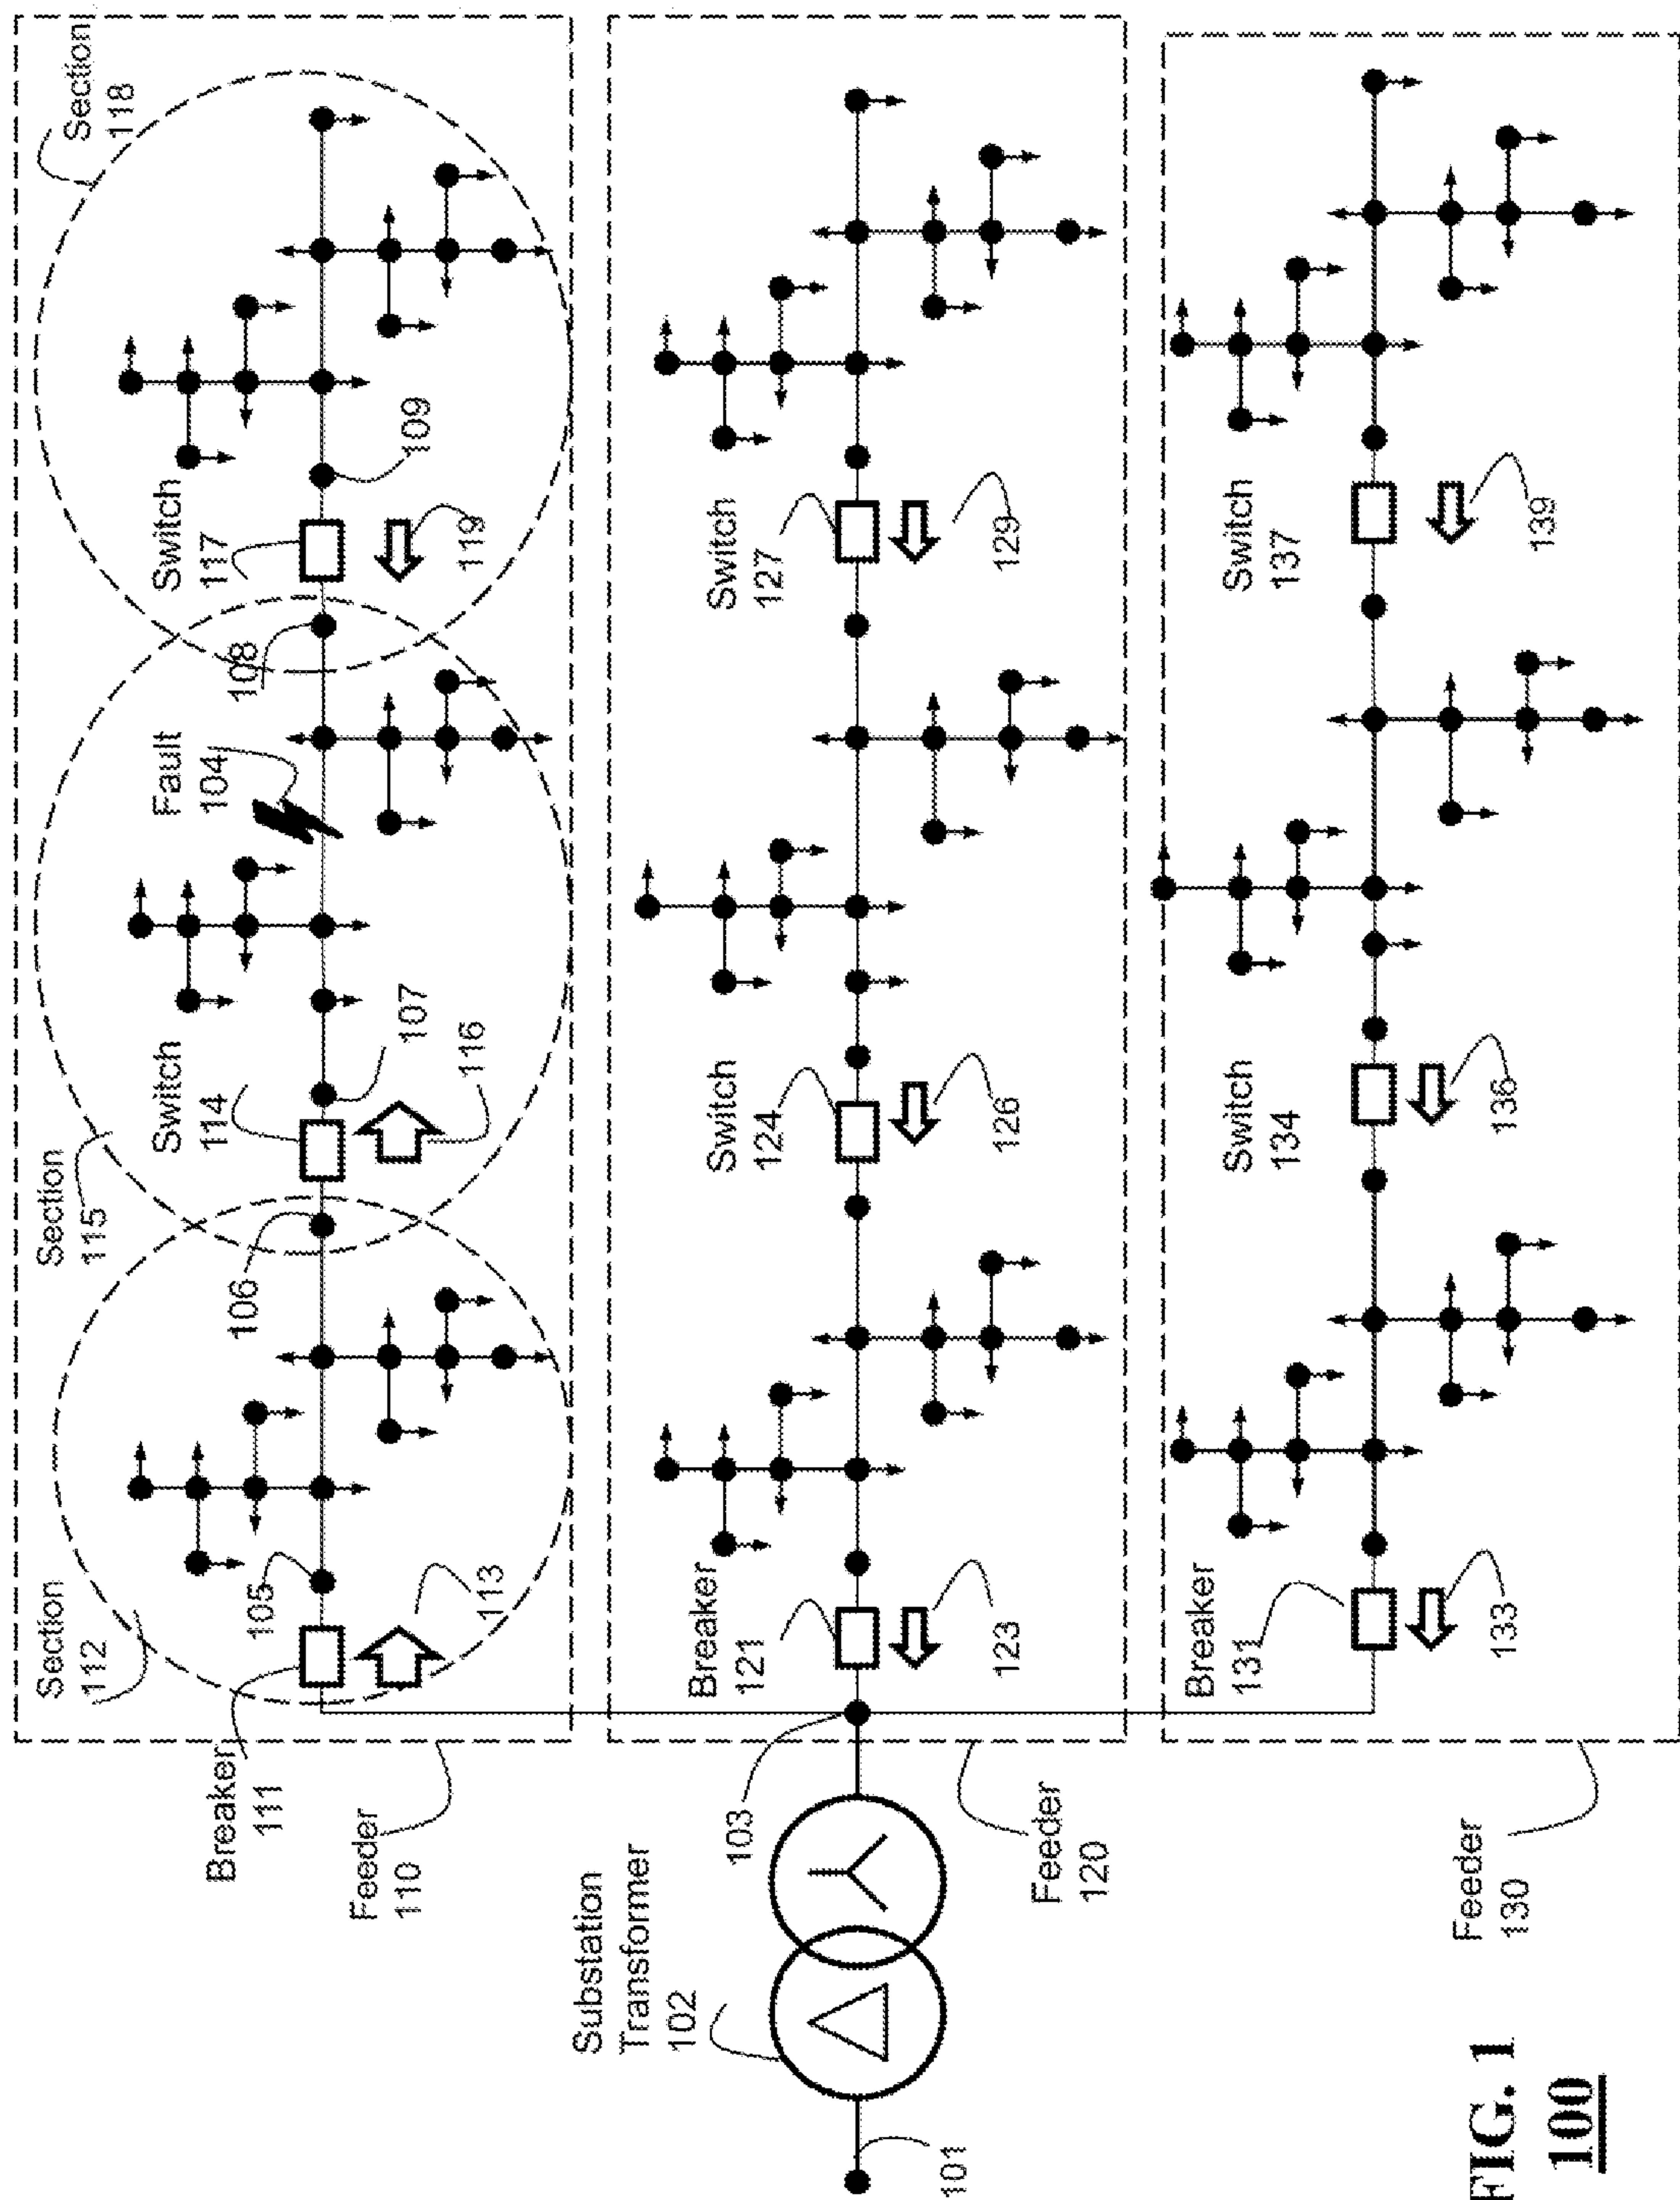 Section
112
Section
115
Section
118
Switch
114
Fault
104
Switch
117
105
106
107
108
109
113
116
119
Breaker
111
Feeder
110
Substation
Transformer
102
101
103
Breaker
121
Switch
124
Switch
127
123
126
129
Feeder
120
Breaker
131
Switch
134
Switch
137
133
136
139
Feeder
130
FIG. 1
100